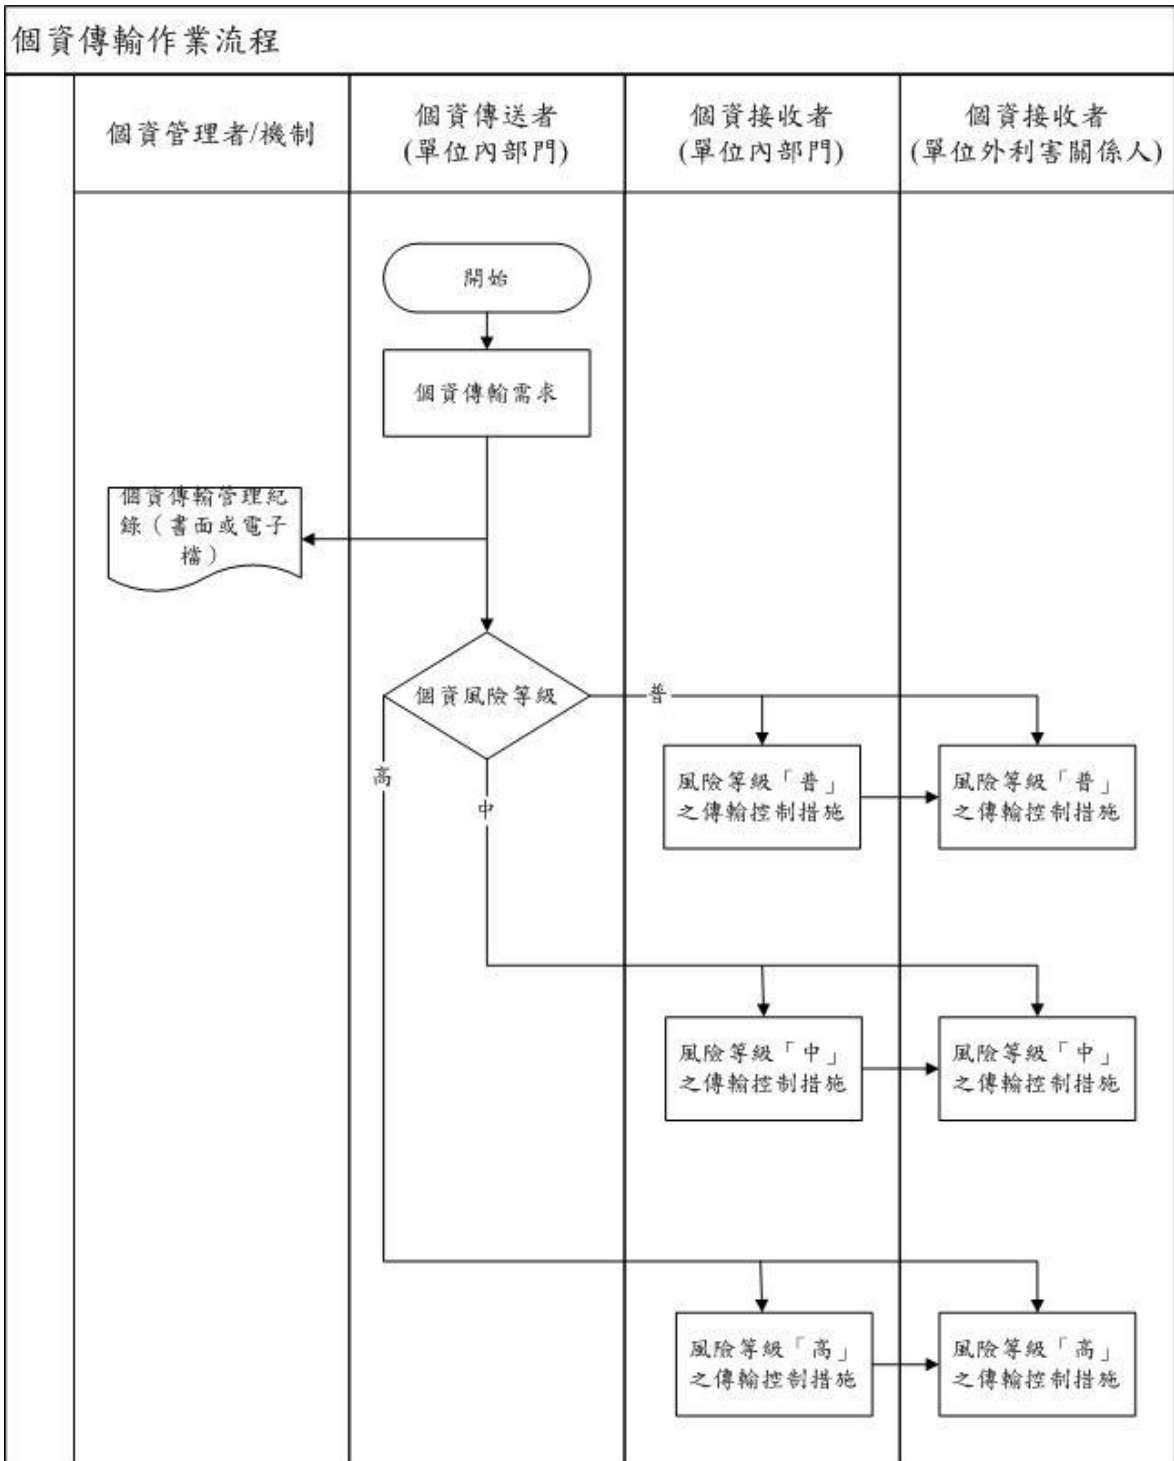 個資傳輸作業流程
個資管理者/機制
個資傳送者
(單位內部門)
個資接收者
(單位內部門)
個資接收者
(單位外利害關係人)
開始
個資傳輸需求
個資傳輸管理紀
錄（書面或電子
檔）
個資風險等級
普
高
中
風險等級「普」
之傳輸控制措施
風險等級「普」
之傳輸控制措施
風險等級「中」
之傳輸控制措施
風險等級「中」
之傳輸控制措施
風險等級「高」
之傳輸控制措施
風險等級「高」
之傳輸控制措施